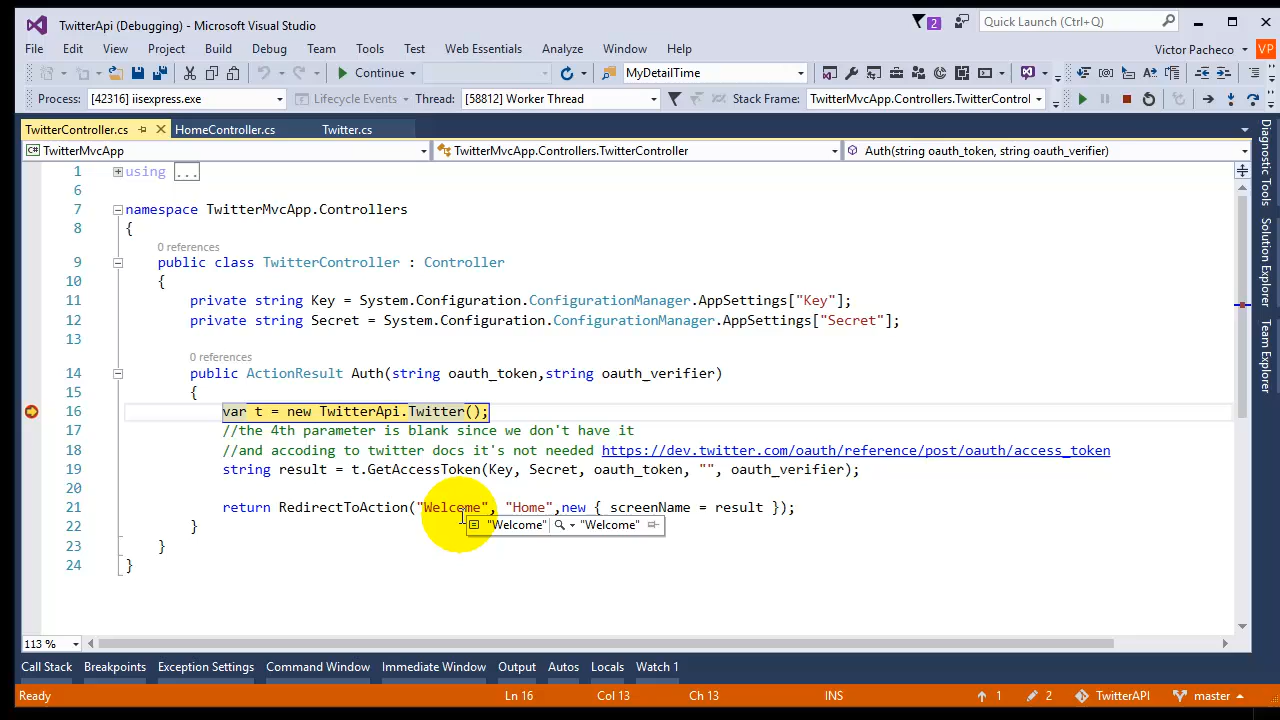 TwitterApi (Debugging) - Microsoft Visual Studio
2
Quick Launch (Ctrl+Q)
File Edit View Project Build Debug Team Tools Test Web Essentials Analyze Window Help
Victor Pacheco VP
Continue MyDetailTime
Process: [42316] iisexpress.exe Lifecycle Events Thread: [58812] Worker Thread Stack Frame: TwitterMvcApp.Controllers.TwitterControl
TwitterController.cs HomeController.cs Twitter.cs
TwitterMvcApp TwitterMvcApp.Controllers.TwitterController Auth(string oauth_token, string oauth_verifier)
1 using ...
6
7 namespace TwitterMvcApp.Controllers
8 {
0 references
9 public class TwitterController : Controller
10 {
11 private string Key = System.Configuration.ConfigurationManager.AppSettings["Key"];
12 private string Secret = System.Configuration.ConfigurationManager.AppSettings["Secret"];
13
0 references
14 public ActionResult Auth(string oauth_token,string oauth_verifier)
15 {
16 var t = new TwitterApi.Twitter();
17 //the 4th parameter is blank since we don't have it
18 //and accoding to twitter docs it's not needed https://dev.twitter.com/oauth/reference/post/oauth/access_token
19 string result = t.GetAccessToken(Key, Secret, oauth_token, "", oauth_verifier);
20
21 return RedirectToAction("Welcome", "Home",new { screenName = result });
"Welcome" "Welcome"
22 }
23 }
24 }
113 %
Call Stack Breakpoints Exception Settings Command Window Immediate Window Output Autos Locals Watch 1
Ready Ln 16 Col 13 Ch 13 INS 1 2 TwitterAPI master
Diagnostic Tools
Solution Explorer
Team Explorer